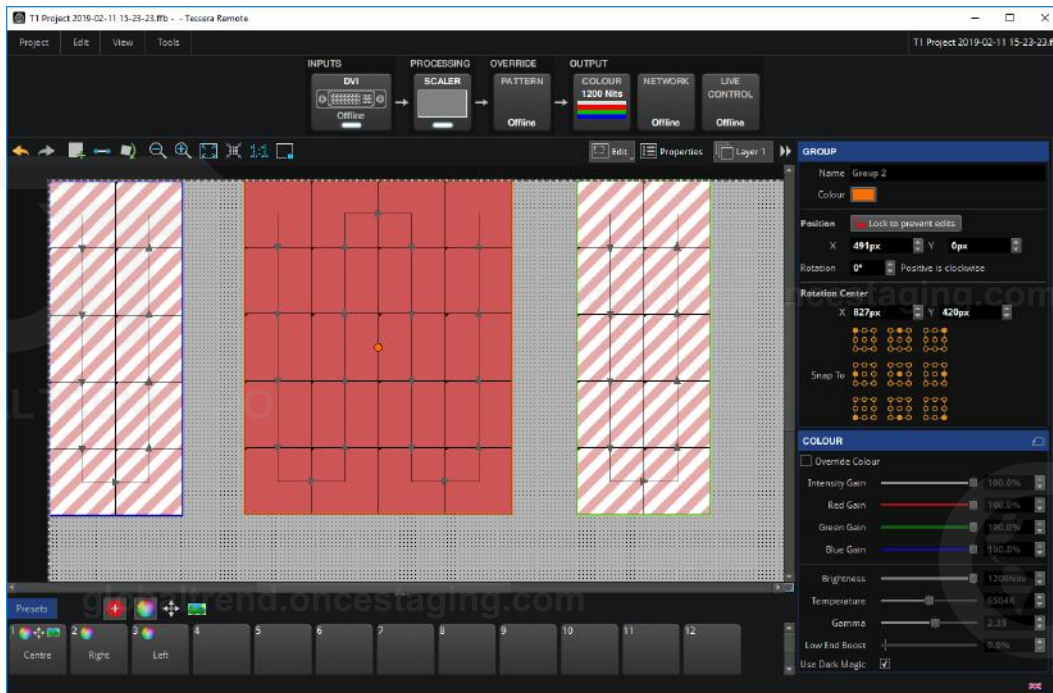 T1 Project 2019-02-11 15-23-23.ffb - - Tessera Remote
Project Edit View Tools
T1 Project 2019-02-11 15-23-23.f
INPUTS PROCESSING OVERRIDE OUTPUT
DVI SCALER PATTERN COLOUR NETWORK LIVE
1200 Nits CONTROL
Offline Offline Offline Offline
1:1 Edit Properties Layer 1
GROUP
Name Group 2
Colour
Position Lock to prevent edits
X 491px Y 0px
Rotation 0° Positive is clockwise
Rotation Center
X 827px Y 420px
Snap To
COLOUR
Override Colour
Intensity Gain 100.0%
Red Gain 100.0%
Green Gain 100.0%
Blue Gain 100.0%
Brightness 1200Nits
Temperature 6504K
Gamma 2.35
Low End Boost 0.0%
Use Dark Magic
globaltrend.oncestaging.com
Presets
1 2 3 4 5 6 7 8 9 10 11 12
Centre Right Left